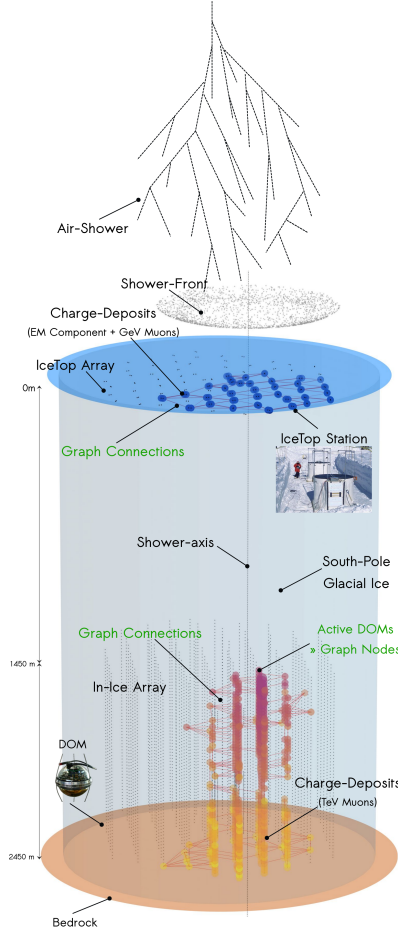 Air-Shower
Shower-Front
Charge-Deposits
(EM Component + GeV Muons)
IceTop Array
0m
Graph Connections
IceTop Station
Shower-axis
South-Pole
Glacial Ice
Graph Connections
Active DOMs
» Graph Nodes
1450 m
In-Ice Array
DOM
Charge-Deposits
(TeV Muons)
2450 m
Bedrock